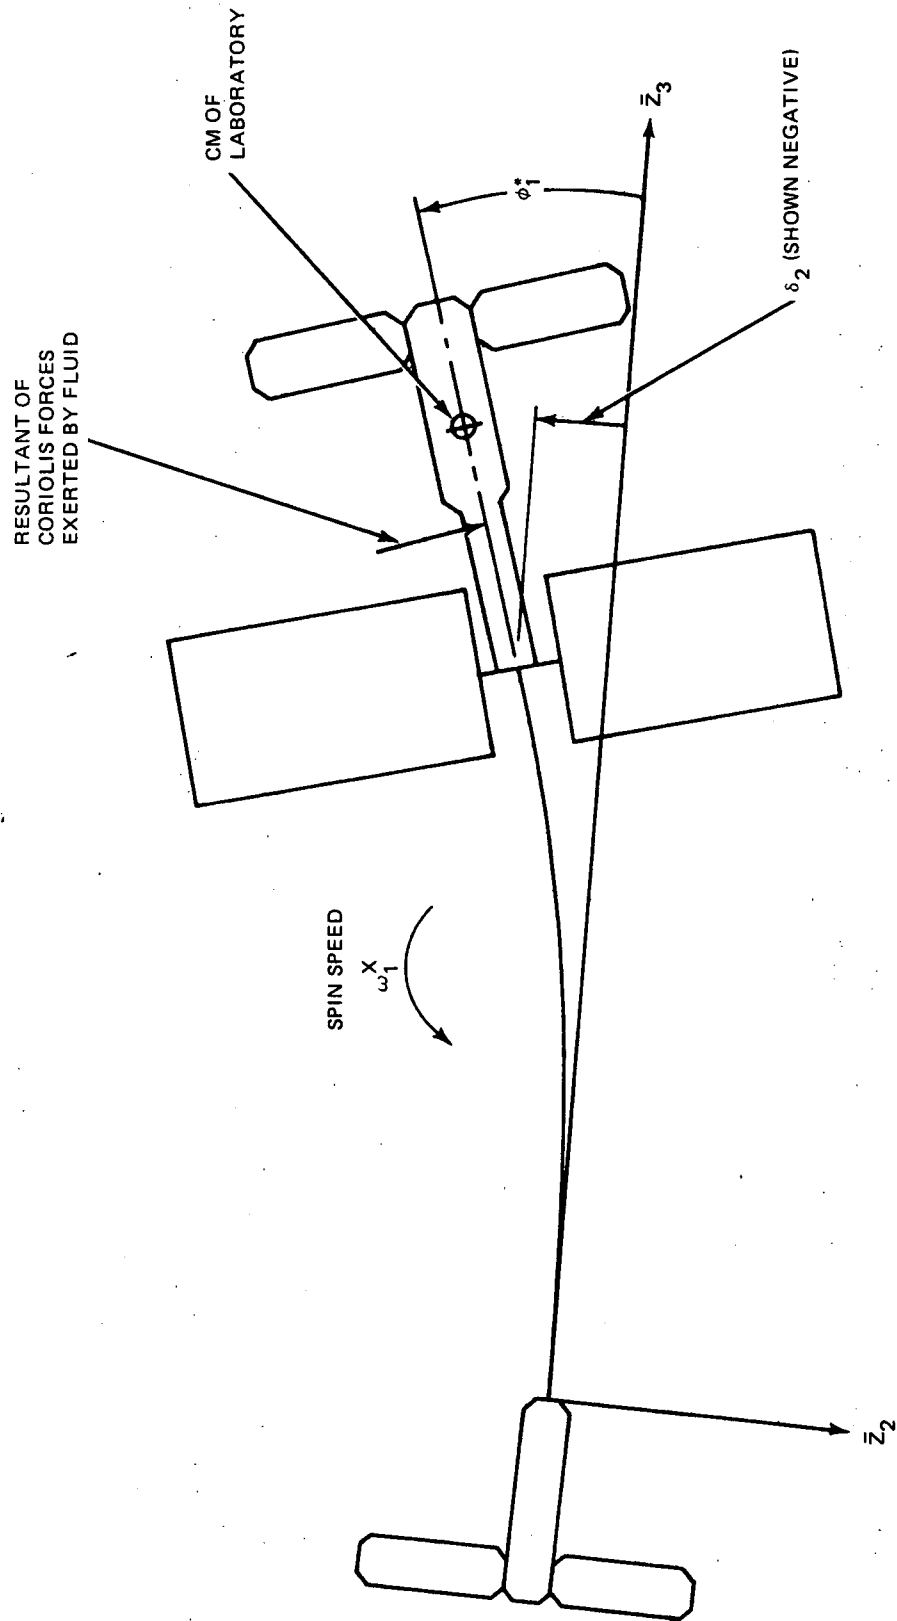 RESULTANT OF
CORIOLIS FORCES
EXERTED BY FLUID
CM OF
LABORATORY
SPIN SPEED
ω₁ˣ
φ₁*
Z̄₃
δ₂ (SHOWN NEGATIVE)
Z̄₂